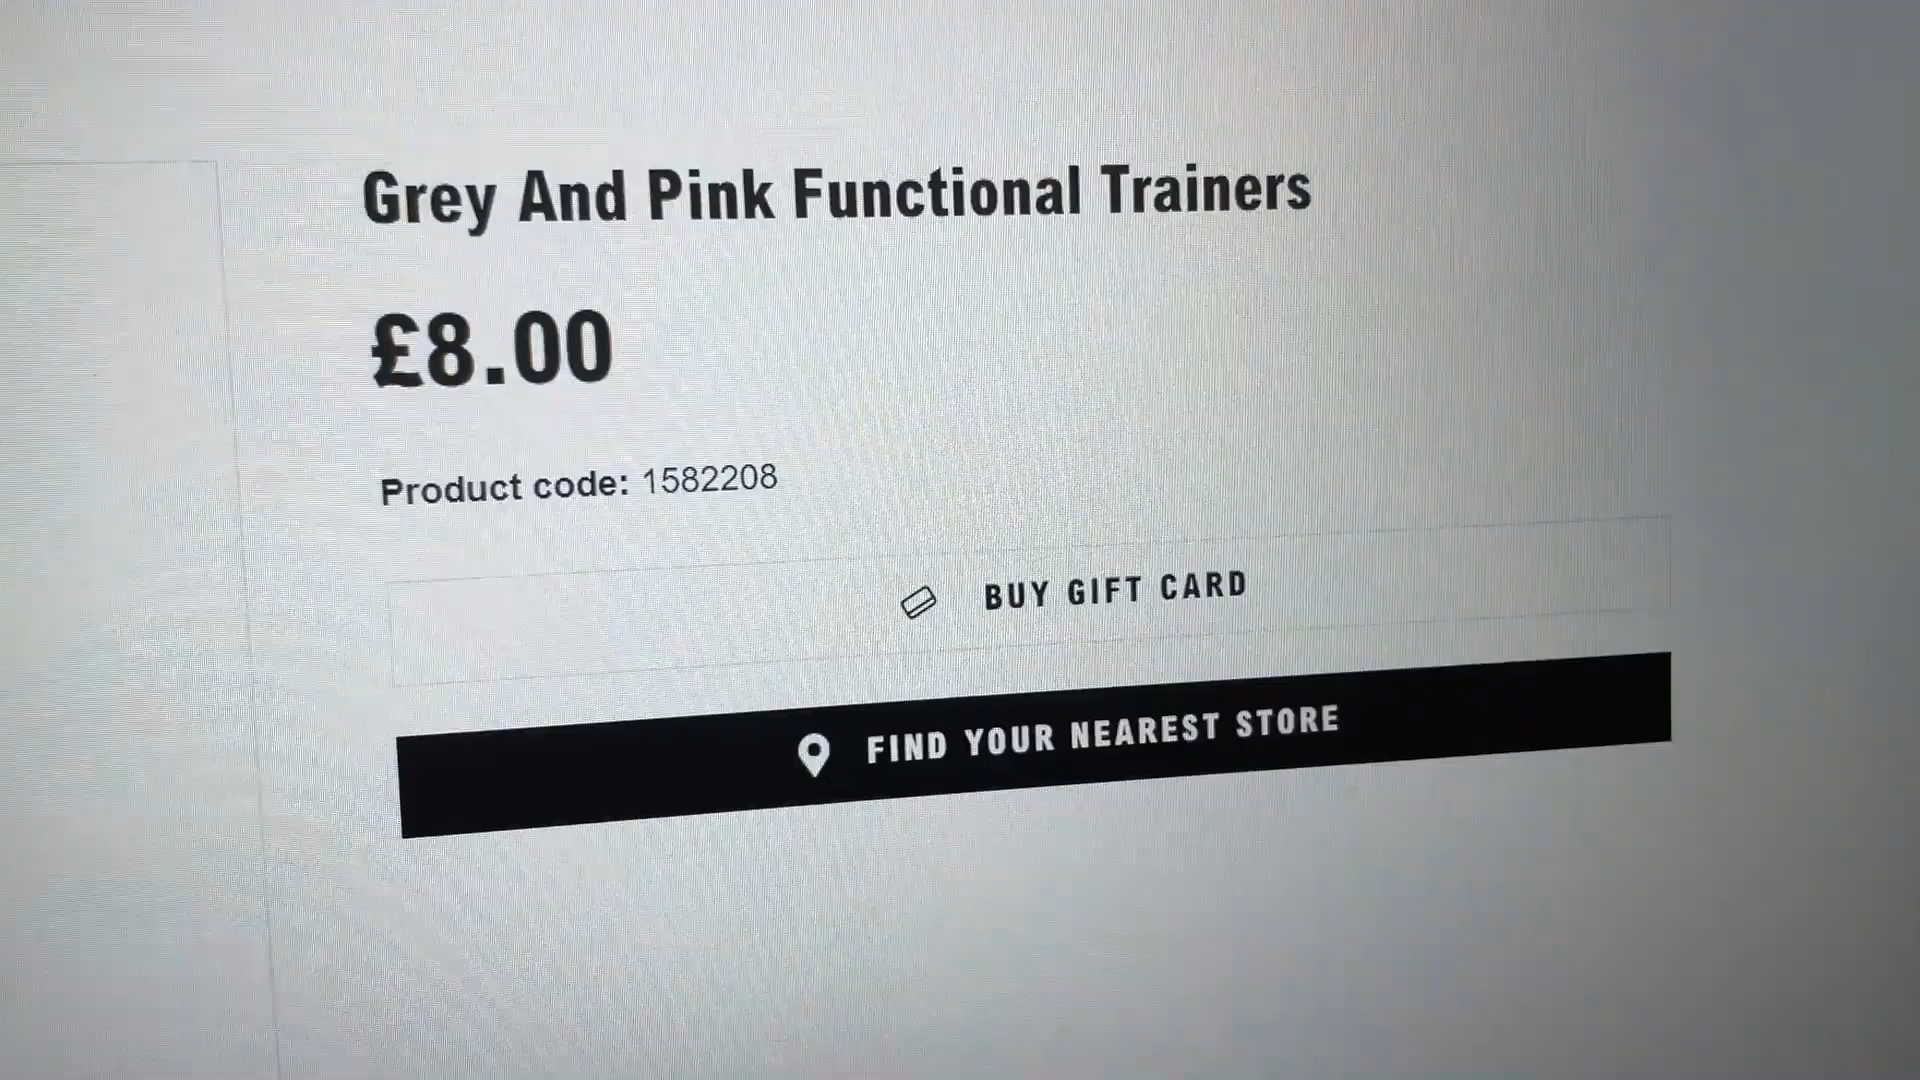 Grey And Pink Functional Trainers
£8.00
Product code: 1582208
BUY GIFT CARD
FIND YOUR NEAREST STORE